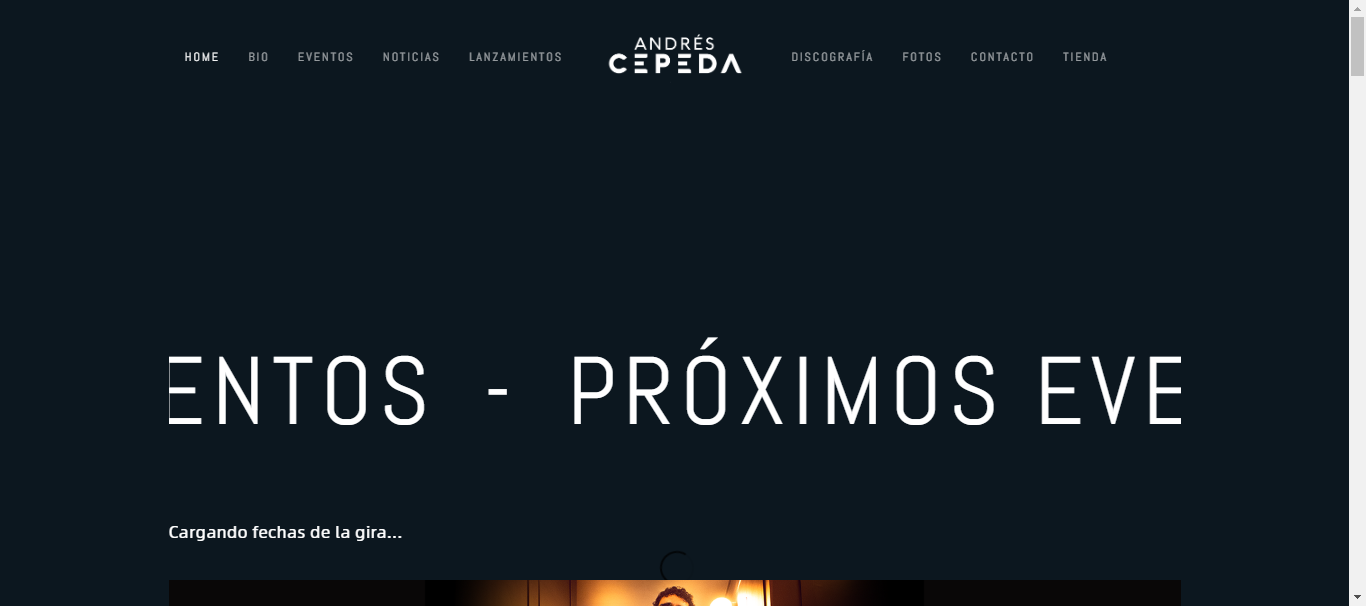 HOME BIO EVENTOS NOTICIAS LANZAMIENTOS
ANDRÉS
CEPEDA
DISCOGRAFÍA FOTOS CONTACTO TIENDA
ENTOS - PRÓXIMOS EVE
Cargando fechas de la gira...